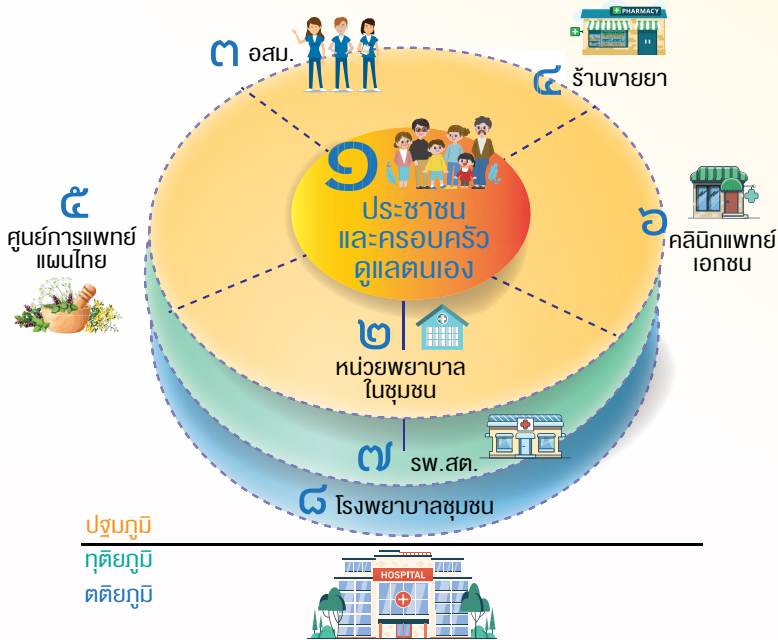 ๓ อสม.
PHARMACY
๔ ร้านขายยา
๑
ประชาชน
และครอบครัว
ดูแลตนเอง
๕
ศูนย์การแพทย์
แผนไทย
๖ คลินิกแพทย์
เอกชน
๒
หน่วยพยาบาล
ในชุมชน
๗ รพ.สต.
๘ โรงพยาบาลชุมชน
ปฐมภูมิ
ทุติยภูมิ
ตติยภูมิ
HOSPITAL